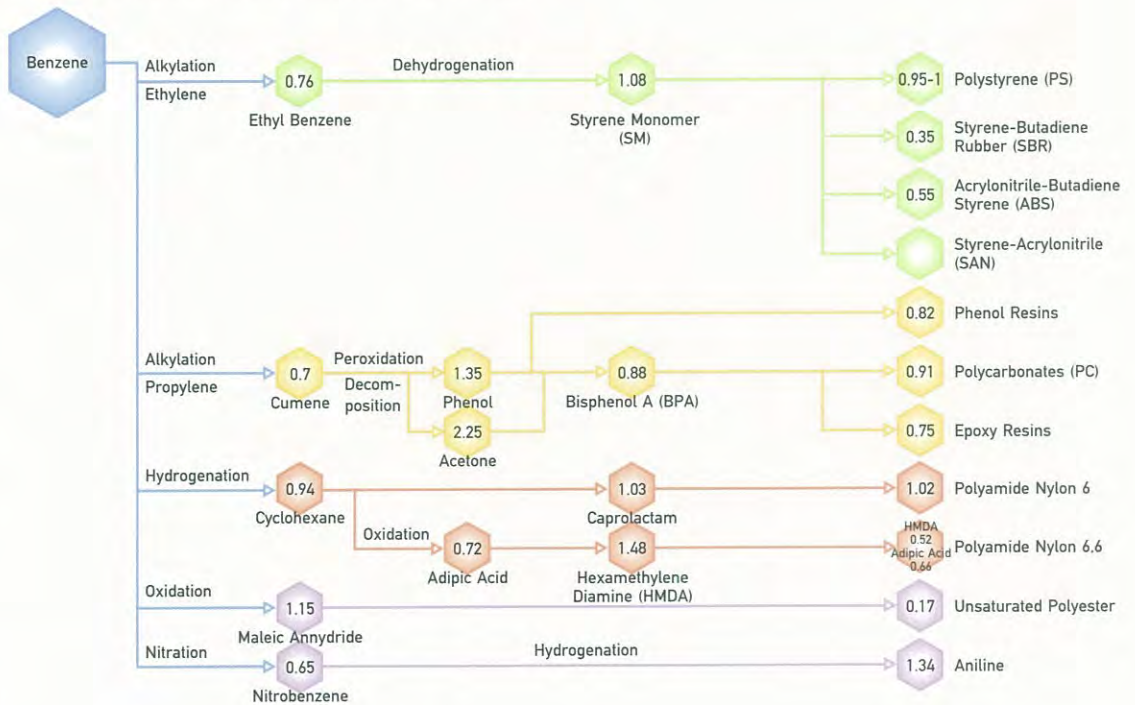 Benzene
Alkylation
Ethylene
0.76
Ethyl Benzene
Dehydrogenation
1.08
Styrene Monomer
(SM)
0.95-1
Polystyrene (PS)
0.35
Styrene-Butadiene
Rubber (SBR)
0.55
Acrylonitrile-Butadiene
Styrene (ABS)
Styrene-Acrylonitrile
(SAN)
0.82
Phenol Resins
Alkylation
Propylene
0.7
Cumene
Peroxidation
Decom-
position
1.35
Phenol
2.25
Acetone
0.88
Bisphenol A (BPA)
0.91
Polycarbonates (PC)
0.75
Epoxy Resins
Hydrogenation
0.94
Cyclohexane
1.03
Caprolactam
1.02
Polyamide Nylon 6
Oxidation
0.72
Adipic Acid
1.48
Hexamethylene
Diamine (HMDA)
HMDA
0.52
Adipic Acid
0.66
Polyamide Nylon 6,6
Oxidation
1.15
Maleic Annydride
0.17
Unsaturated Polyester
Nitration
0.65
Nitrobenzene
Hydrogenation
1.34
Aniline